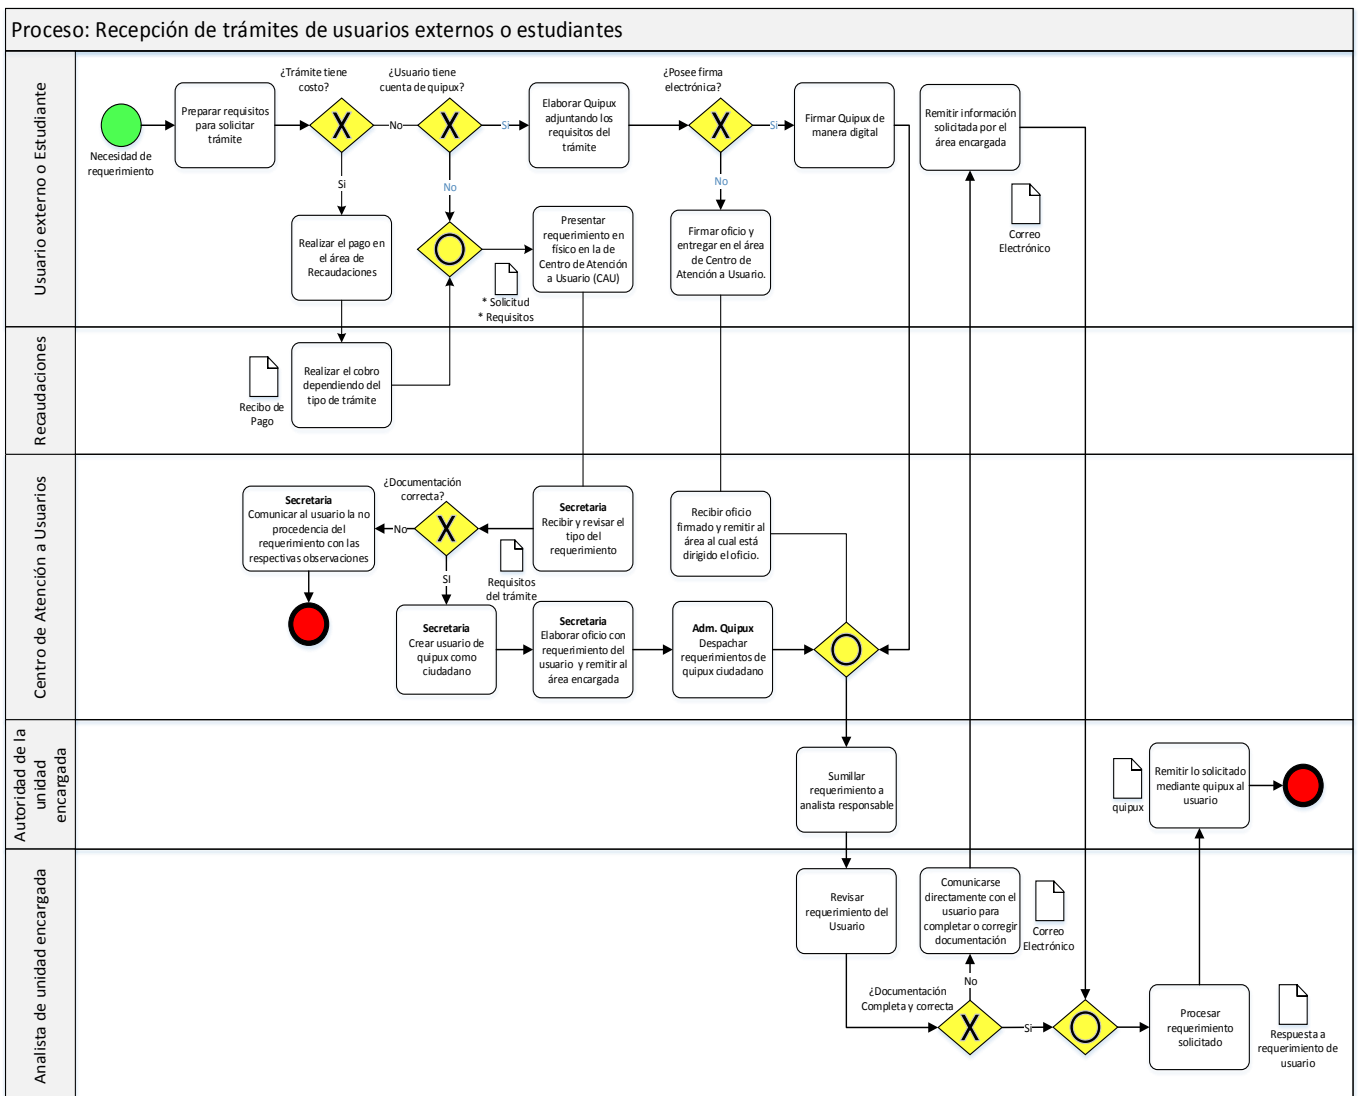 Proceso: Recepción de trámites de usuarios externos o estudiantes
Usuario externo o Estudiante
Necesidad de
requerimiento
Preparar requisitos
para solicitar
trámite
¿Trámite tiene
costo?
No
Si
¿Usuario tiene
cuenta de quipux?
Si
No
Elaborar Quipux
adjuntando los
requisitos del
trámite
¿Posee firma
electrónica?
Si
No
Firmar Quipux de
manera digital
Remitir información
solicitada por el
área encargada
Correo
Electrónico
Realizar el pago en
el área de
Recaudaciones
Presentar
requerimiento en
físico en la de
Centro de Atención
a Usuario (CAU)
* Solicitud
* Requisitos
Firmar oficio y
entregar en el área
de Centro de
Atención a Usuario.
Recaudaciones
Recibo de
Pago
Realizar el cobro
dependiendo del
tipo de trámite
Centro de Atención a Usuarios
Secretaria
Comunicar al usuario la no
procedencia del
requerimiento con las
respectivas observaciones
¿Documentación
correcta?
No
SI
Secretaria
Recibir y revisar el
tipo del
requerimiento
Requisitos
del trámite
Recibir oficio
firmado y remitir al
área al cual está
dirigido el oficio.
Secretaria
Crear usuario de
quipux como
ciudadano
Secretaria
Elaborar oficio con
requerimiento del
usuario y remitir al
área encargada
Adm. Quipux
Despachar
requerimientos de
quipux ciudadano
Autoridad de la
unidad
encargada
Sumillar
requerimiento a
analista responsable
quipux
Remitir lo solicitado
mediante quipux al
usuario
Analista de unidad encargada
Revisar
requerimiento del
Usuario
Comunicarse
directamente con el
usuario para
completar o corregir
documentación
Correo
Electrónico
¿Documentación
Completa y correcta
No
Si
Procesar
requerimiento
solicitado
Respuesta a
requerimiento de
usuario